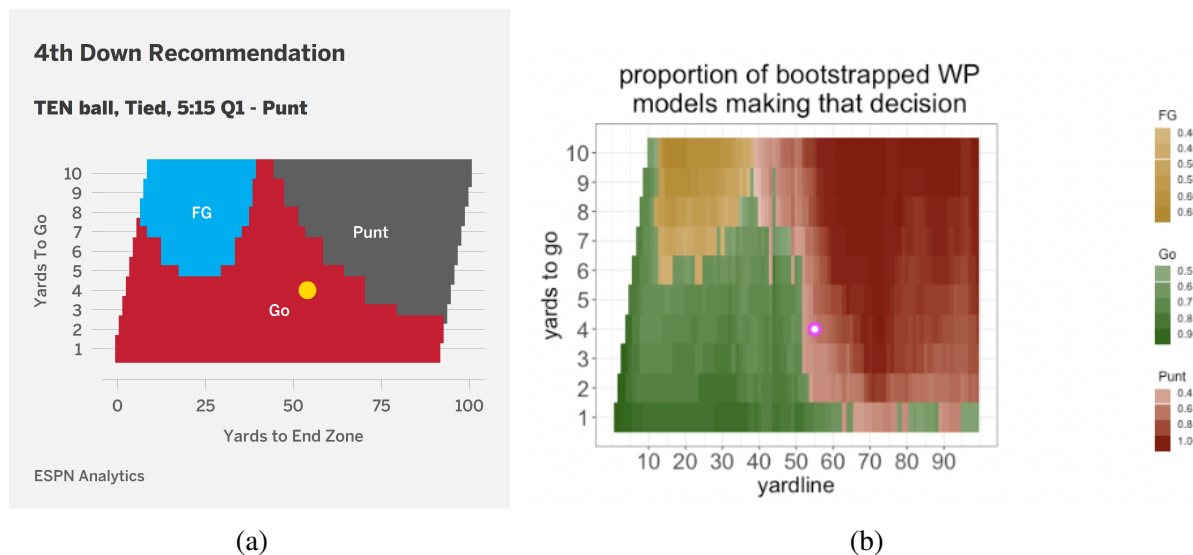 4th Down Recommendation
TEN ball, Tied, 5:15 Q1 - Punt
Yards To Go
10
9
8
7
6
5
4
3
2
1
FG
Punt
Go
0 25 50 75 100
Yards to End Zone
ESPN Analytics
(a)
proportion of bootstrapped WP
models making that decision
yards to go
10
9
8
7
6
5
4
3
2
1
10 20 30 40 50 60 70 80 90
yardline
FG
0.4
0.5
0.5
0.6
0.6
Go
0.5
0.6
0.7
0.8
0.9
Punt
0.4
0.6
0.8
1.0
(b)